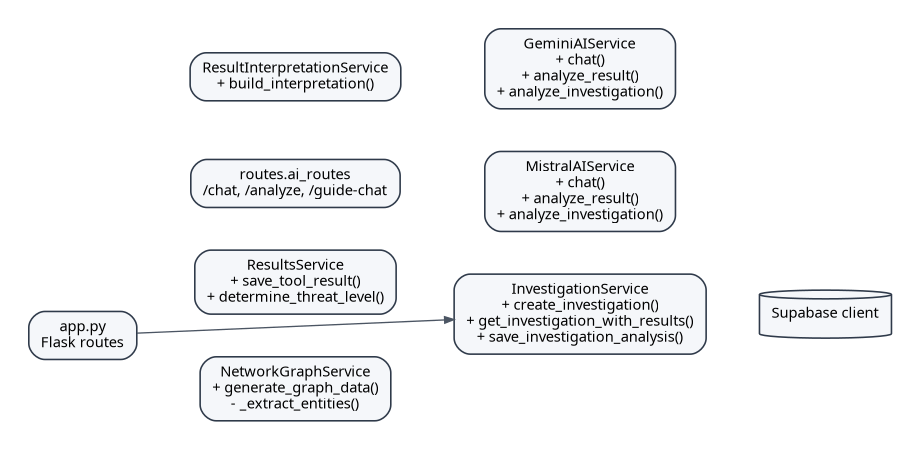 ResultInterpretationService
+ build_interpretation()
routes.ai_routes
/chat, /analyze, /guide-chat
ResultsService
+ save_tool_result()
+ determine_threat_level()
app.py
Flask routes
NetworkGraphService
+ generate_graph_data()
- _extract_entities()
GeminiAIService
+ chat()
+ analyze_result()
+ analyze_investigation()
MistralAIService
+ chat()
+ analyze_result()
+ analyze_investigation()
InvestigationService
+ create_investigation()
+ get_investigation_with_results()
+ save_investigation_analysis()
Supabase client